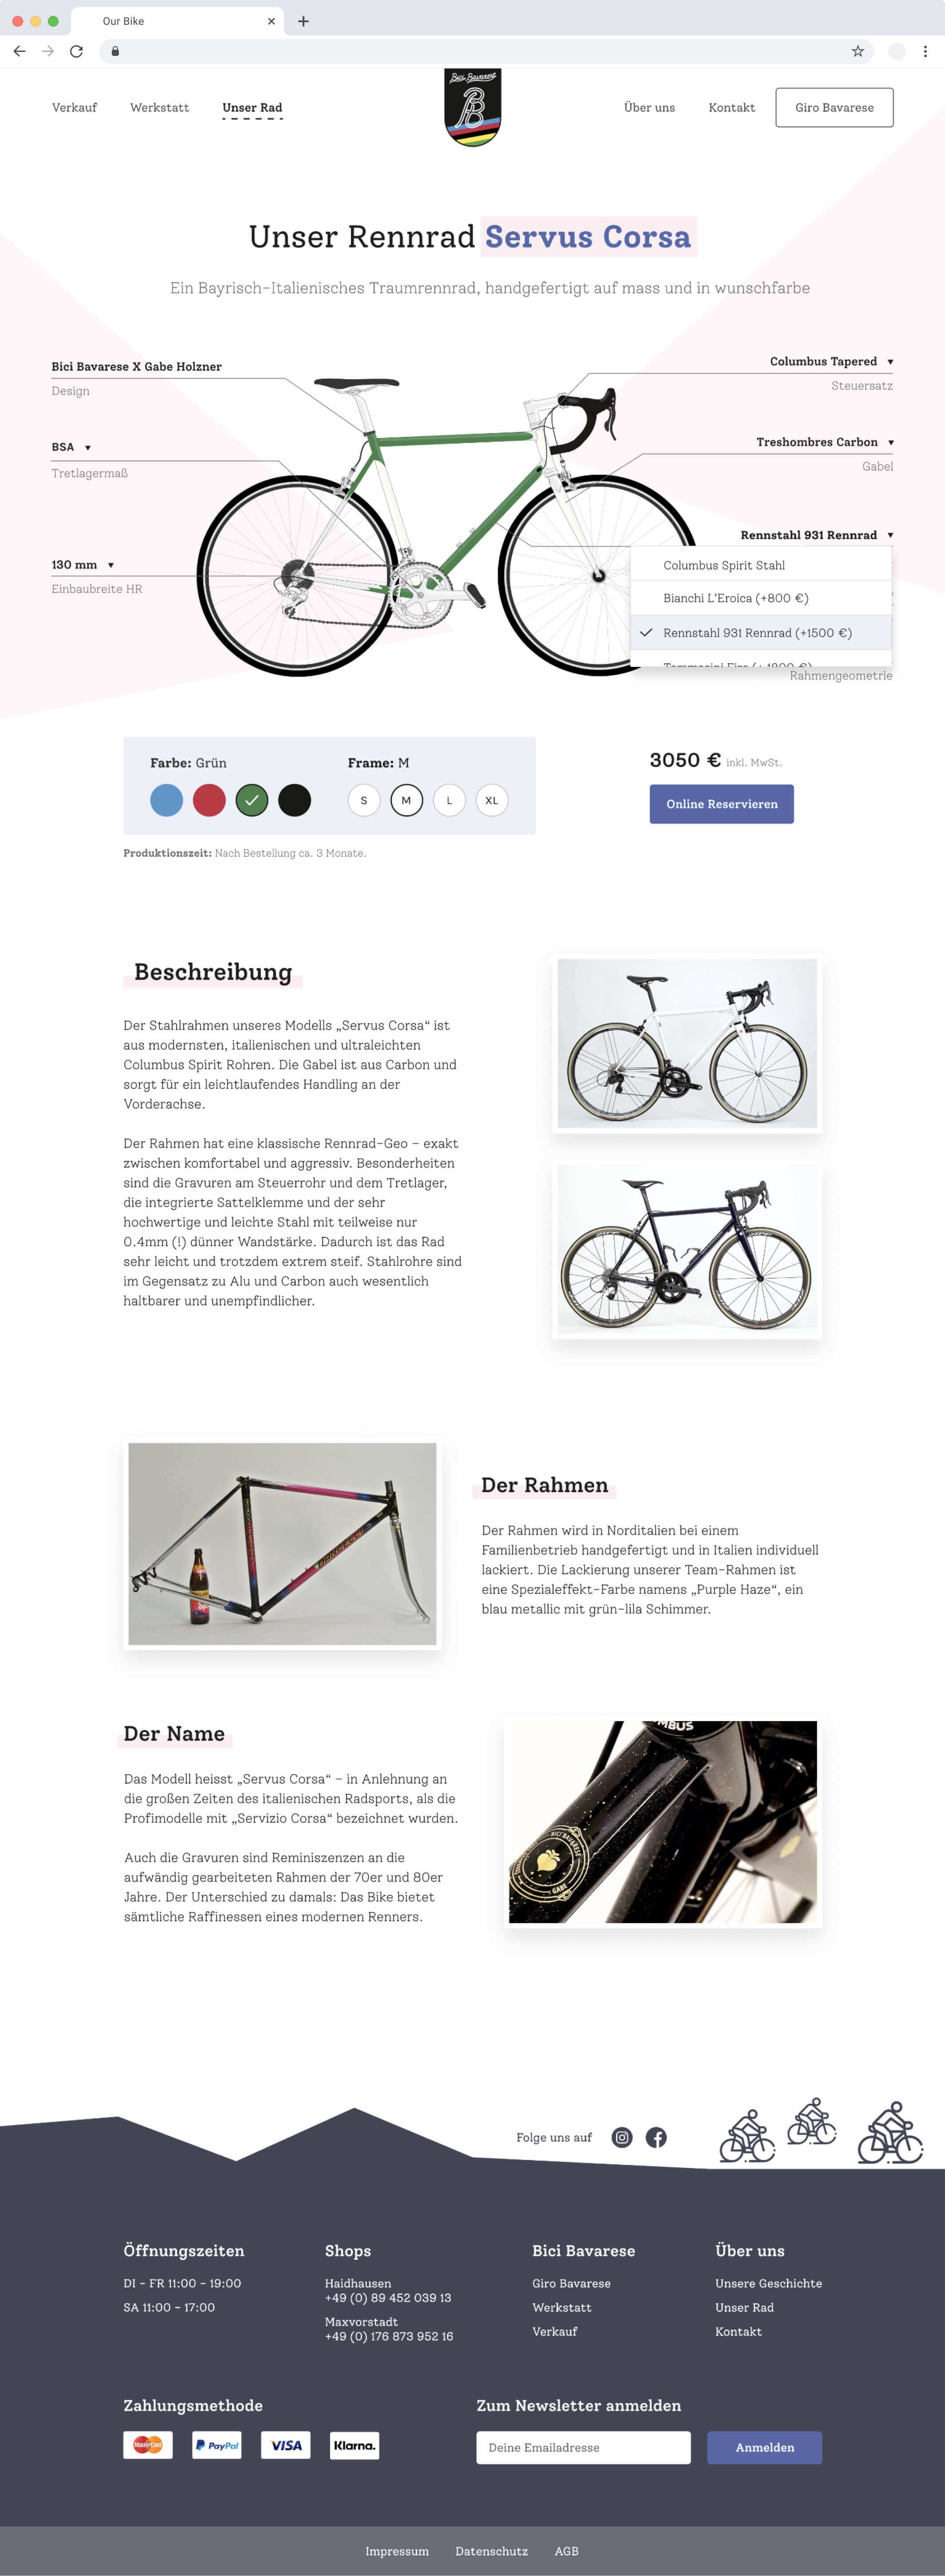 Our Bike
Verkauf
Werkstatt
Unser Rad
Bici Bavarese
B
Über uns
Kontakt
Giro Bavarese
Unser Rennrad Servus Corsa
Ein Bayrisch-Italienisches Traumrennrad, handgefertigt auf mass und in wunschfarbe
Bici Bavarese X Gabe Holzner
Design
BSA
Tretlagermaß
130 mm
Einbaubreite HR
Columbus Tapered
Steuersatz
Treshombres Carbon
Gabel
Rennstahl 931 Rennrad
Columbus Spirit Stahl
Bianchi L'Eroica (+800 €)
Rennstahl 931 Rennrad (+1500 €)
Rahmengeometrie
Farbe: Grün
Frame: M
S
M
L
XL
3050 € inkl. MwSt.
Online Reservieren
Produktionszeit: Nach Bestellung ca. 3 Monate.
Beschreibung
Der Stahlrahmen unseres Modells „Servus Corsa“ ist
aus modernsten, italienischen und ultraleichten
Columbus Spirit Rohren. Die Gabel ist aus Carbon und
sorgt für ein leichtlaufendes Handling an der
Vorderachse.
Der Rahmen hat eine klassische Rennrad-Geo – exakt
zwischen komfortabel und aggressiv. Besonderheiten
sind die Gravuren am Steuerrohr und dem Tretlager,
die integrierte Sattelklemme und der sehr
hochwertige und leichte Stahl mit teilweise nur
0.4mm (!) dünner Wandstärke. Dadurch ist das Rad
sehr leicht und trotzdem extrem steif. Stahlrohre sind
im Gegensatz zu Alu und Carbon auch wesentlich
haltbarer und unempfindlicher.
Der Rahmen
Der Rahmen wird in Norditalien bei einem
Familienbetrieb handgefertigt und in Italien individuell
lackiert. Die Lackierung unserer Team-Rahmen ist
eine Spezialeffekt-Farbe namens „Purple Haze“, ein
blau metallic mit grün-lila Schimmer.
Der Name
Das Modell heisst „Servus Corsa“ – in Anlehnung an
die großen Zeiten des italienischen Radsports, als die
Profimodelle mit „Servizio Corsa“ bezeichnet wurden.
Auch die Gravuren sind Reminiszenzen an die
aufwändig gearbeiteten Rahmen der 70er und 80er
Jahre. Der Unterschied zu damals: Das Bike bietet
sämtliche Raffinessen eines modernen Renners.
MBUS
BICI BAVARESE
GABE
Folge uns auf
Öffnungszeiten
DI - FR 11:00 - 19:00
SA 11:00 - 17:00
Shops
Haidhausen
+49 (0) 89 452 039 13
Maxvorstadt
+49 (0) 176 873 952 16
Bici Bavarese
Giro Bavarese
Werkstatt
Verkauf
Über uns
Unsere Geschichte
Unser Rad
Kontakt
Zahlungsmethode
MasterCard
PayPal
VISA
Klarna.
Zum Newsletter anmelden
Deine Emailadresse
Anmelden
Impressum
Datenschutz
AGB